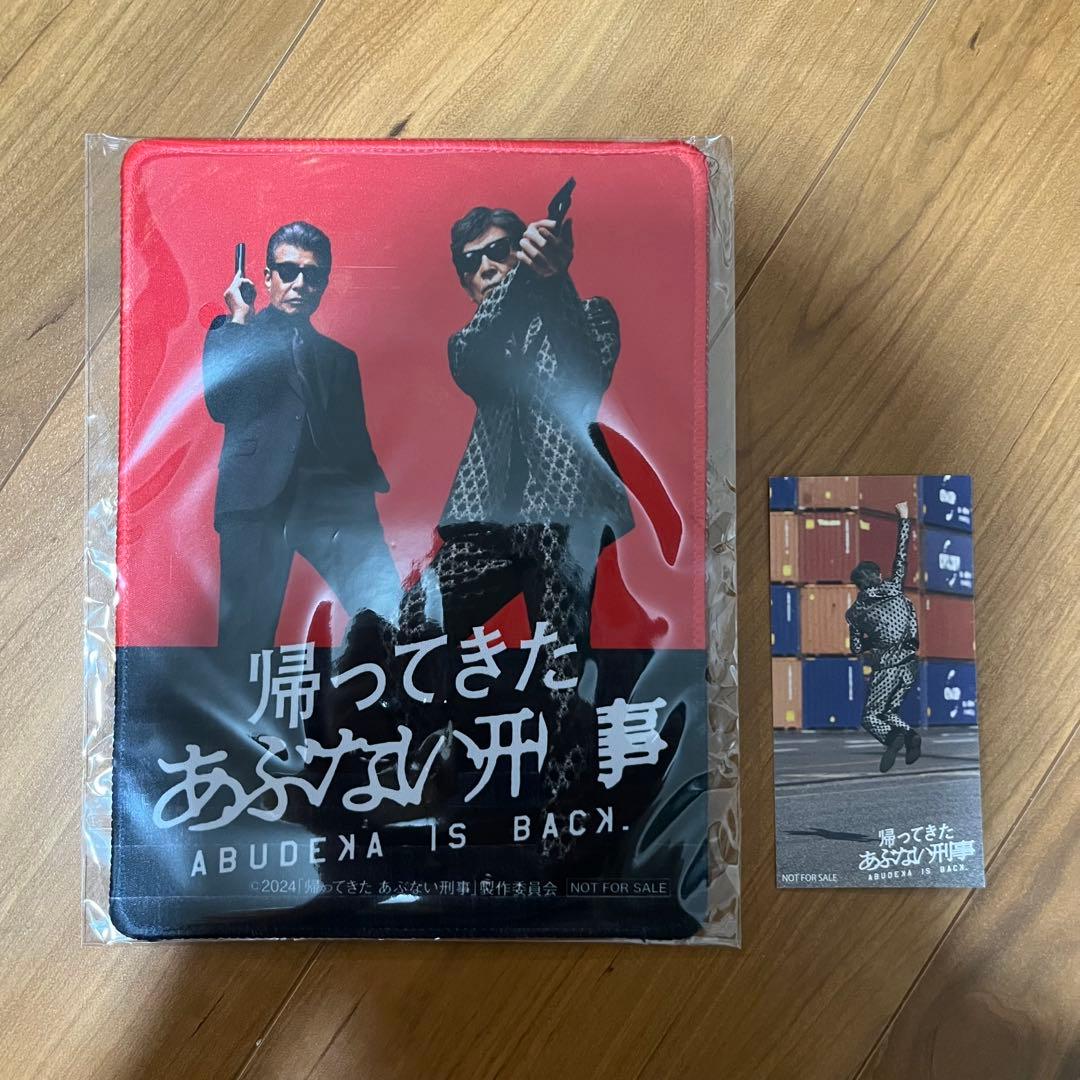 帰ってきた
あぶない刑事
ABUDEKA IS BACK.
©2024「帰ってきた あぶない刑事」製作委員会 NOT FOR SALE
帰ってきた
あぶない刑事
ABUDEKA IS BACK.
NOT FOR SALE